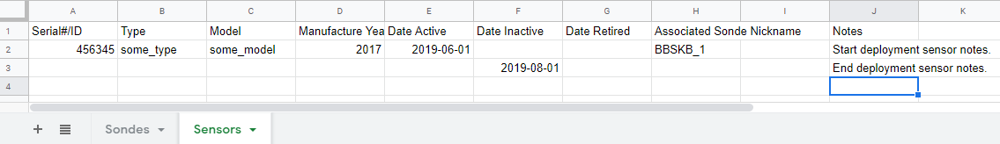 A B C D E F G H I J K
1 Serial#/ID Type Model Manufacture Yea Date Active Date Inactive Date Retired Associated Sonde Nickname Notes
2 456345 some_type some_model 2017 2019-06-01 BBSKB_1 Start deployment sensor notes.
3 2019-08-01 End deployment sensor notes.
4
+ Sondes Sensors